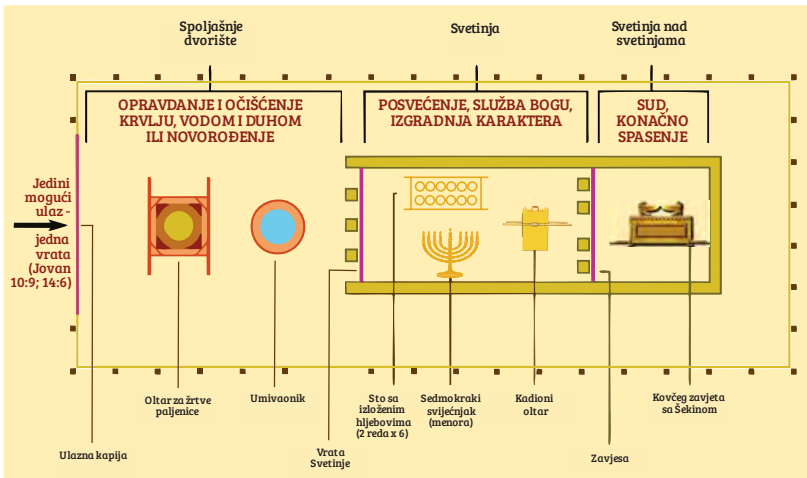 Spoljašnje
dvorište
Svetinja
Svetinja nad
svetinjama
OPRAVDANJE I OČIŠĆENJE
KRVLJU, VODOM I DUHOM
ILI NOVOROĐENJE
POSVEĆENJE, SLUŽBA BOGU,
IZGRADNJA KARAKTERA
SUD,
KONAČNO
SPASENJE
Jedini
mogući
ulaz -
jedna
vrata
(Jovan
10:9; 14:6)
Oltar za žrtve
paljenice
Umivaonik
Sto sa
izloženim
hljebovima
(2 reda x 6)
Sedmokraki
svijećnjak
(menora)
Kadioni
oltar
Kovčeg zavjeta
sa Šekinom
Ulazna kapija
Vrata
Svetinje
Zavjesa